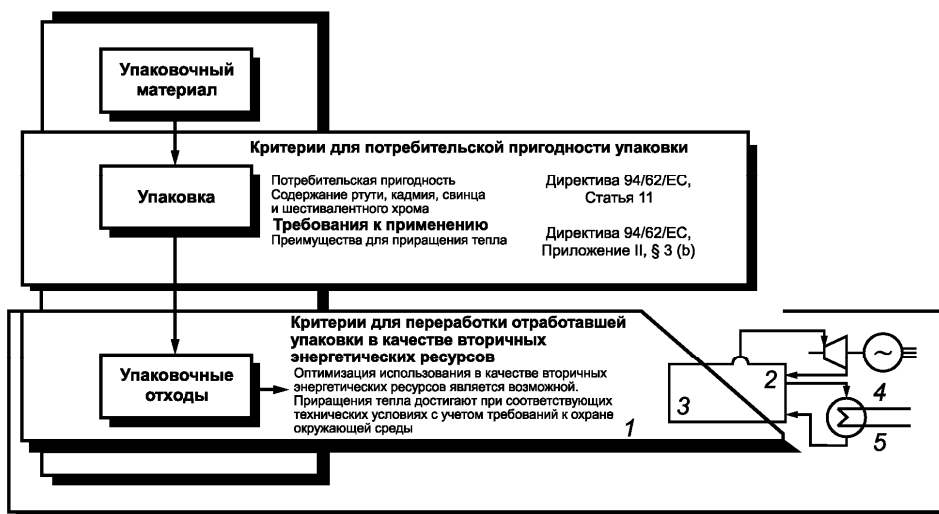 Упаковочный
материал
Критерии для потребительской пригодности упаковки
Упаковка
Потребительская пригодность
Содержание ртути, кадмия, свинца
и шестивалентного хрома
Директива 94/62/ЕС,
Статья 11
Требования к применению
Преимущества для приращения тепла
Директива 94/62/ЕС,
Приложение II, § 3 (b)
Критерии для переработки отработавшей
упаковки в качестве вторичных
энергетических ресурсов
Упаковочные
отходы
Оптимизация использования в качестве вторичных
энергетических ресурсов является возможной.
Приращения тепла достигают при соответствующих
технических условиях с учетом требований к охране
окружающей среды
1
2
3
4
5
~